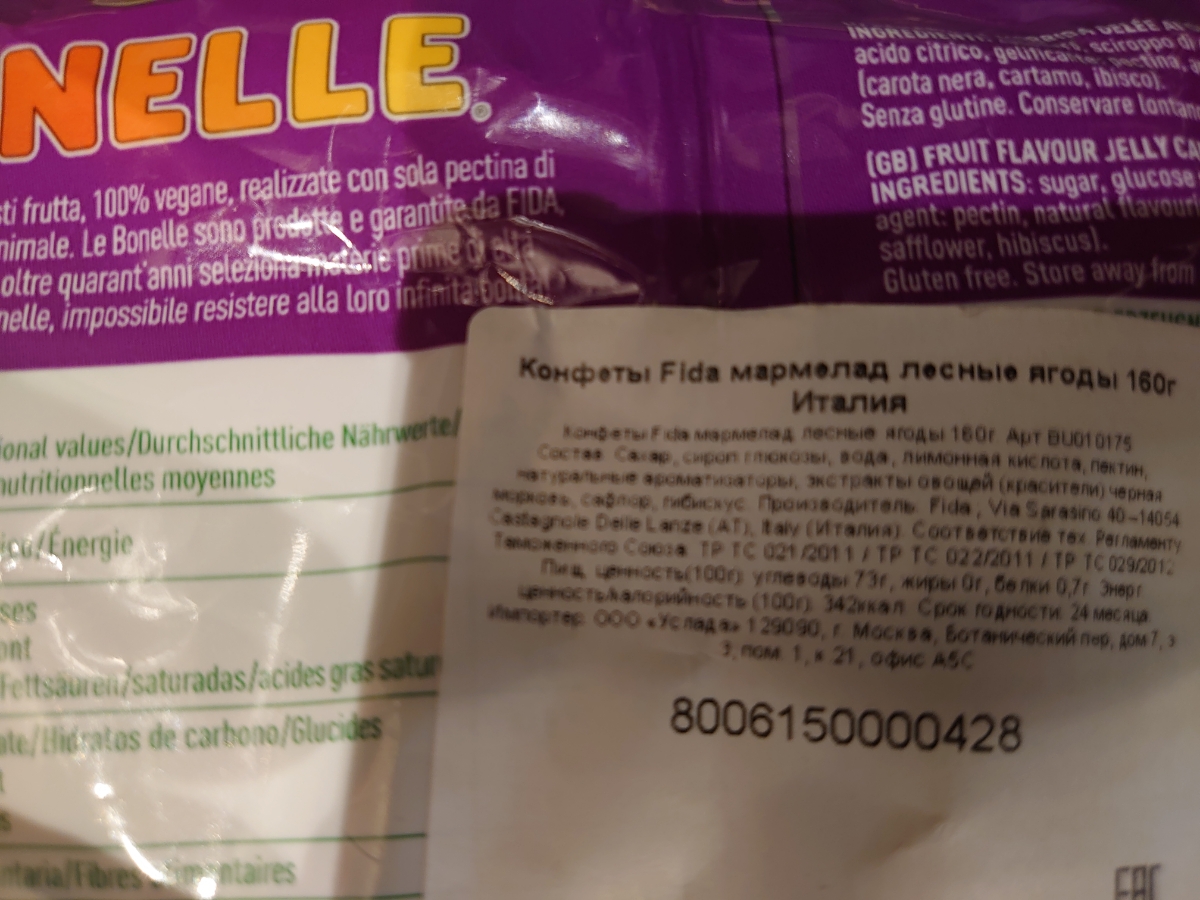 NELLE®
sti frutta, 100% vegane, realizzate con sola pectina di
nimale. Le Bonelle sono prodotte e garantite da FIDA,
oltre quarant'anni seleziona materie prime di alta
nelle, impossibile resistere alla loro infinita
acido citrico, gelificante: pectina,
sciroppo di
(carota nera, cartamo, ibisco).
Senza glutine. Conservare lontan
(GB) FRUIT FLAVOUR JELLY CA
INGREDIENTS: sugar, glucose
agent: pectin, natural flavour
safflower, hibiscus).
Gluten free. Store away from
ional values/Durchschnittliche Nährwerte/
nutritionnelles moyennes
/Énergie
ses
ont
Fettsäuren/saturadas/acides gras satur
ate/Hidratos de carbono/Glucides
ntaria/Fibres alimentaires
Конфеты Fida мармелад лесные ягоды 160г
Италия
Конфеты Fida мармелад лесные ягоды 160г. Арт BU010175
Состав: Сахар, сироп глюкозы, вода, лимонная кислота, пектин,
натуральные ароматизаторы, экстракты овощей (красители) черная
морковь, сафлор, гибискус. Производитель: Fida, Via Sarasino 40-14054
Castagnole Delle Lanze (AT), Italy (Италия). Соответствие тех. Регламенту
Таможенного Союза ТР ТС 021/2011 / ТР ТС 022/2011 / ТР ТС 029/2012
Пищ. ценность(100г): углеводы 73г, жиры 0г, белки 0,7г. Энерг.
ценность/калорийность (100г): 342ккал. Срок годности: 24 месяца.
Импортер: ООО «Услада» 129090, г. Москва, Ботанический пер, дом 7, э
3, пом. 1, к 21, офис А5С
8006150000428
EAC